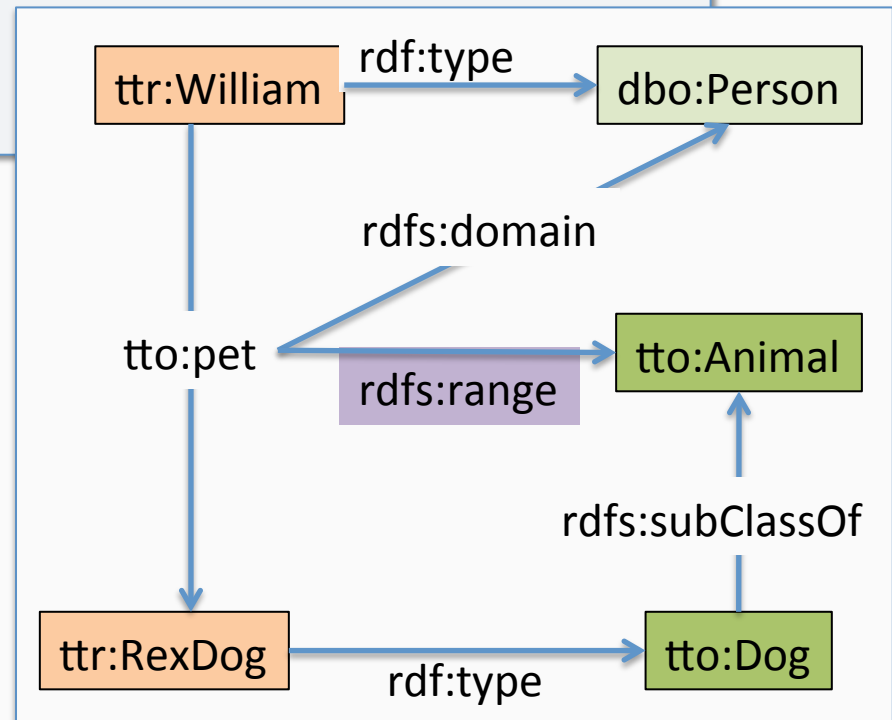 rdf:type
ttr:William
dbo:Person
rdfs:domain
tto:pet
tto:Animal
rdfs:range
rdfs:subClassOf
ttr:RexDog
tto:Dog
rdf:type